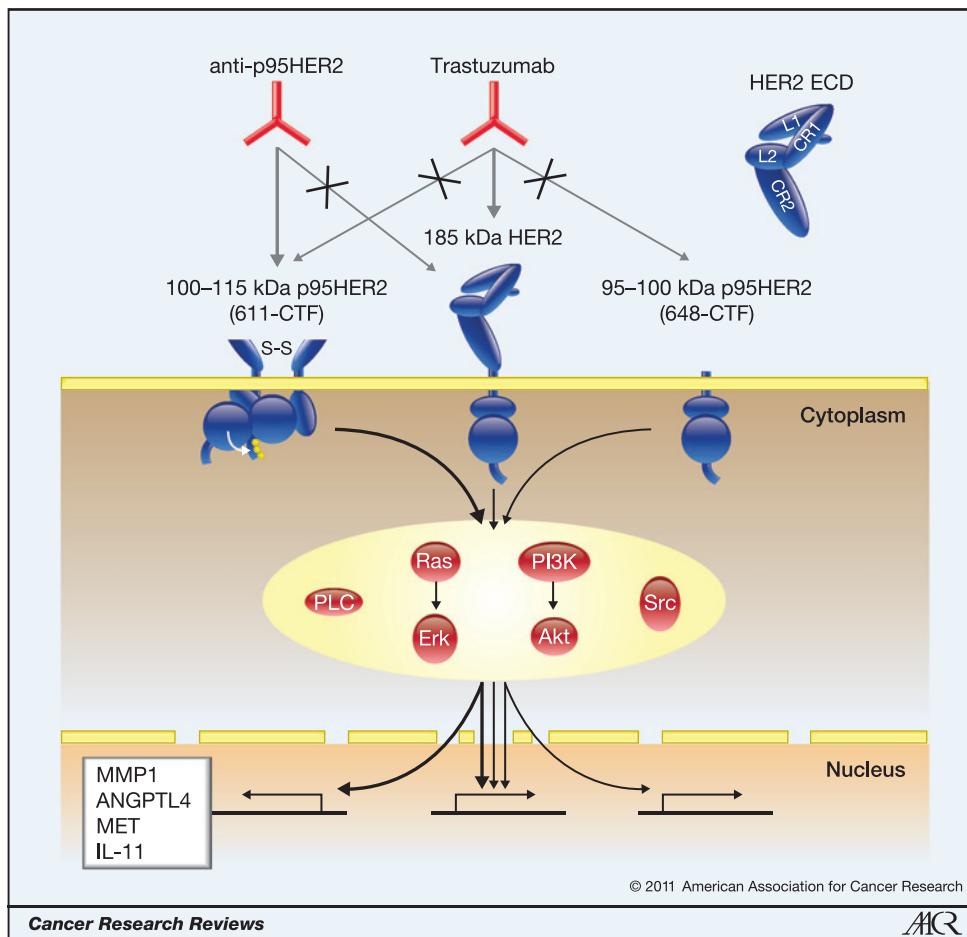 anti-p95HER2
Trastuzumab
HER2 ECD
L1
CR1
L2
CR2
185 kDa HER2
100–115 kDa p95HER2
(611-CTF)
95–100 kDa p95HER2
(648-CTF)
S-S
Cytoplasm
Ras
PI3K
PLC
Src
Erk
Akt
Nucleus
MMP1
ANGPTL4
MET
IL-11
© 2011 American Association for Cancer Research
Cancer Research Reviews
AACR